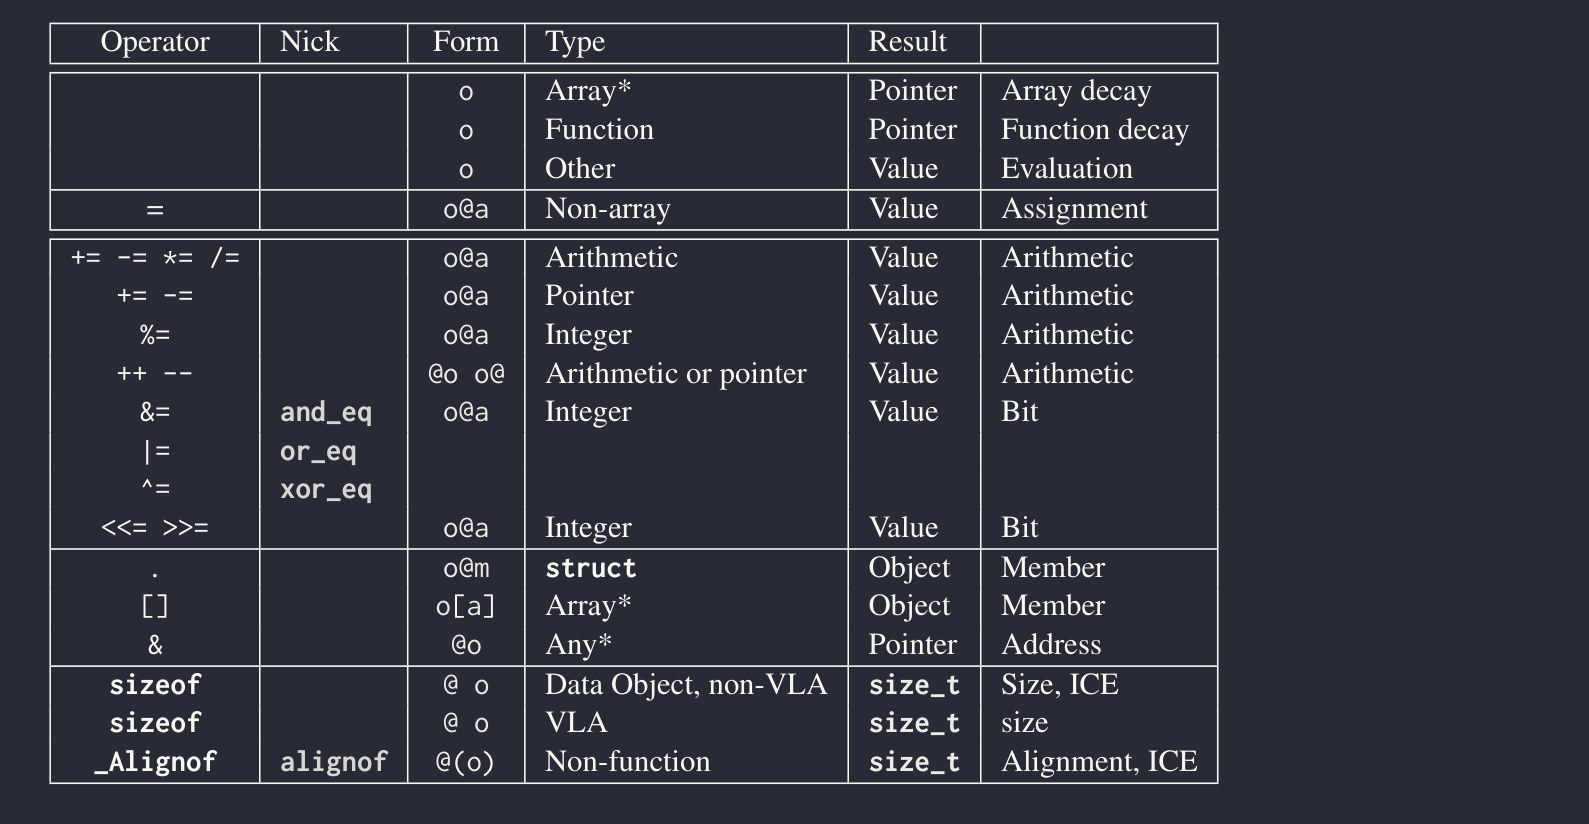 Operator Nick Form Type Result
o Array* Pointer Array decay
o Function Pointer Function decay
o Other Value Evaluation
= o@a Non-array Value Assignment
+= -= *= /= o@a Arithmetic Value Arithmetic
+= -= o@a Pointer Value Arithmetic
%= o@a Integer Value Arithmetic
++ -- @o o@ Arithmetic or pointer Value Arithmetic
&= and_eq o@a Integer Value Bit
|= or_eq
^= xor_eq
<<= >>= o@a Integer Value Bit
. o@m struct Object Member
[] o[a] Array* Object Member
& @o Any* Pointer Address
sizeof @ o Data Object, non-VLA size_t Size, ICE
sizeof @ o VLA size_t size
_Alignof alignof @(o) Non-function size_t Alignment, ICE